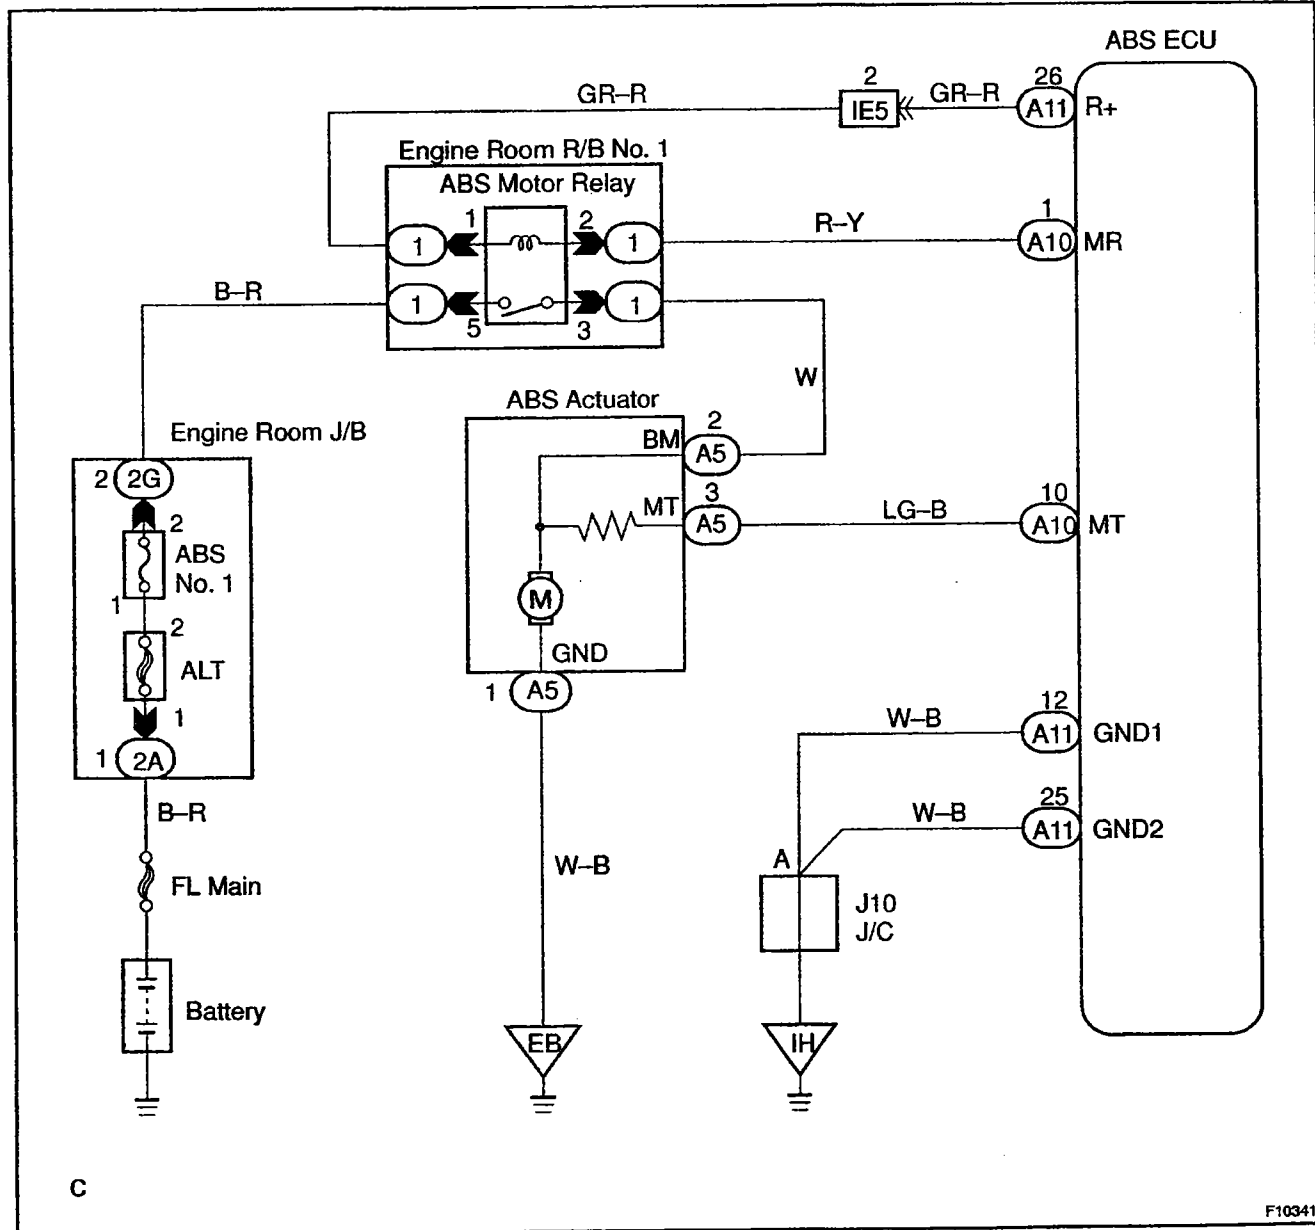 ABS ECU
2
26
GR–R
IE5
GR–R
A11
R+
Engine Room R/B No. 1
ABS Motor Relay
1
1
2
1
R–Y
1
A10
MR
B–R
1
5
3
1
W
ABS Actuator
Engine Room J/B
BM
2
A5
2
2G
MT
3
A5
LG–B
10
A10
MT
2
ABS
No. 1
1
M
2
ALT
GND
1
1
A5
1
2A
W–B
12
A11
GND1
B–R
W–B
25
A11
GND2
A
W–B
FL Main
J10
J/C
Battery
EB
IH
C
F10341